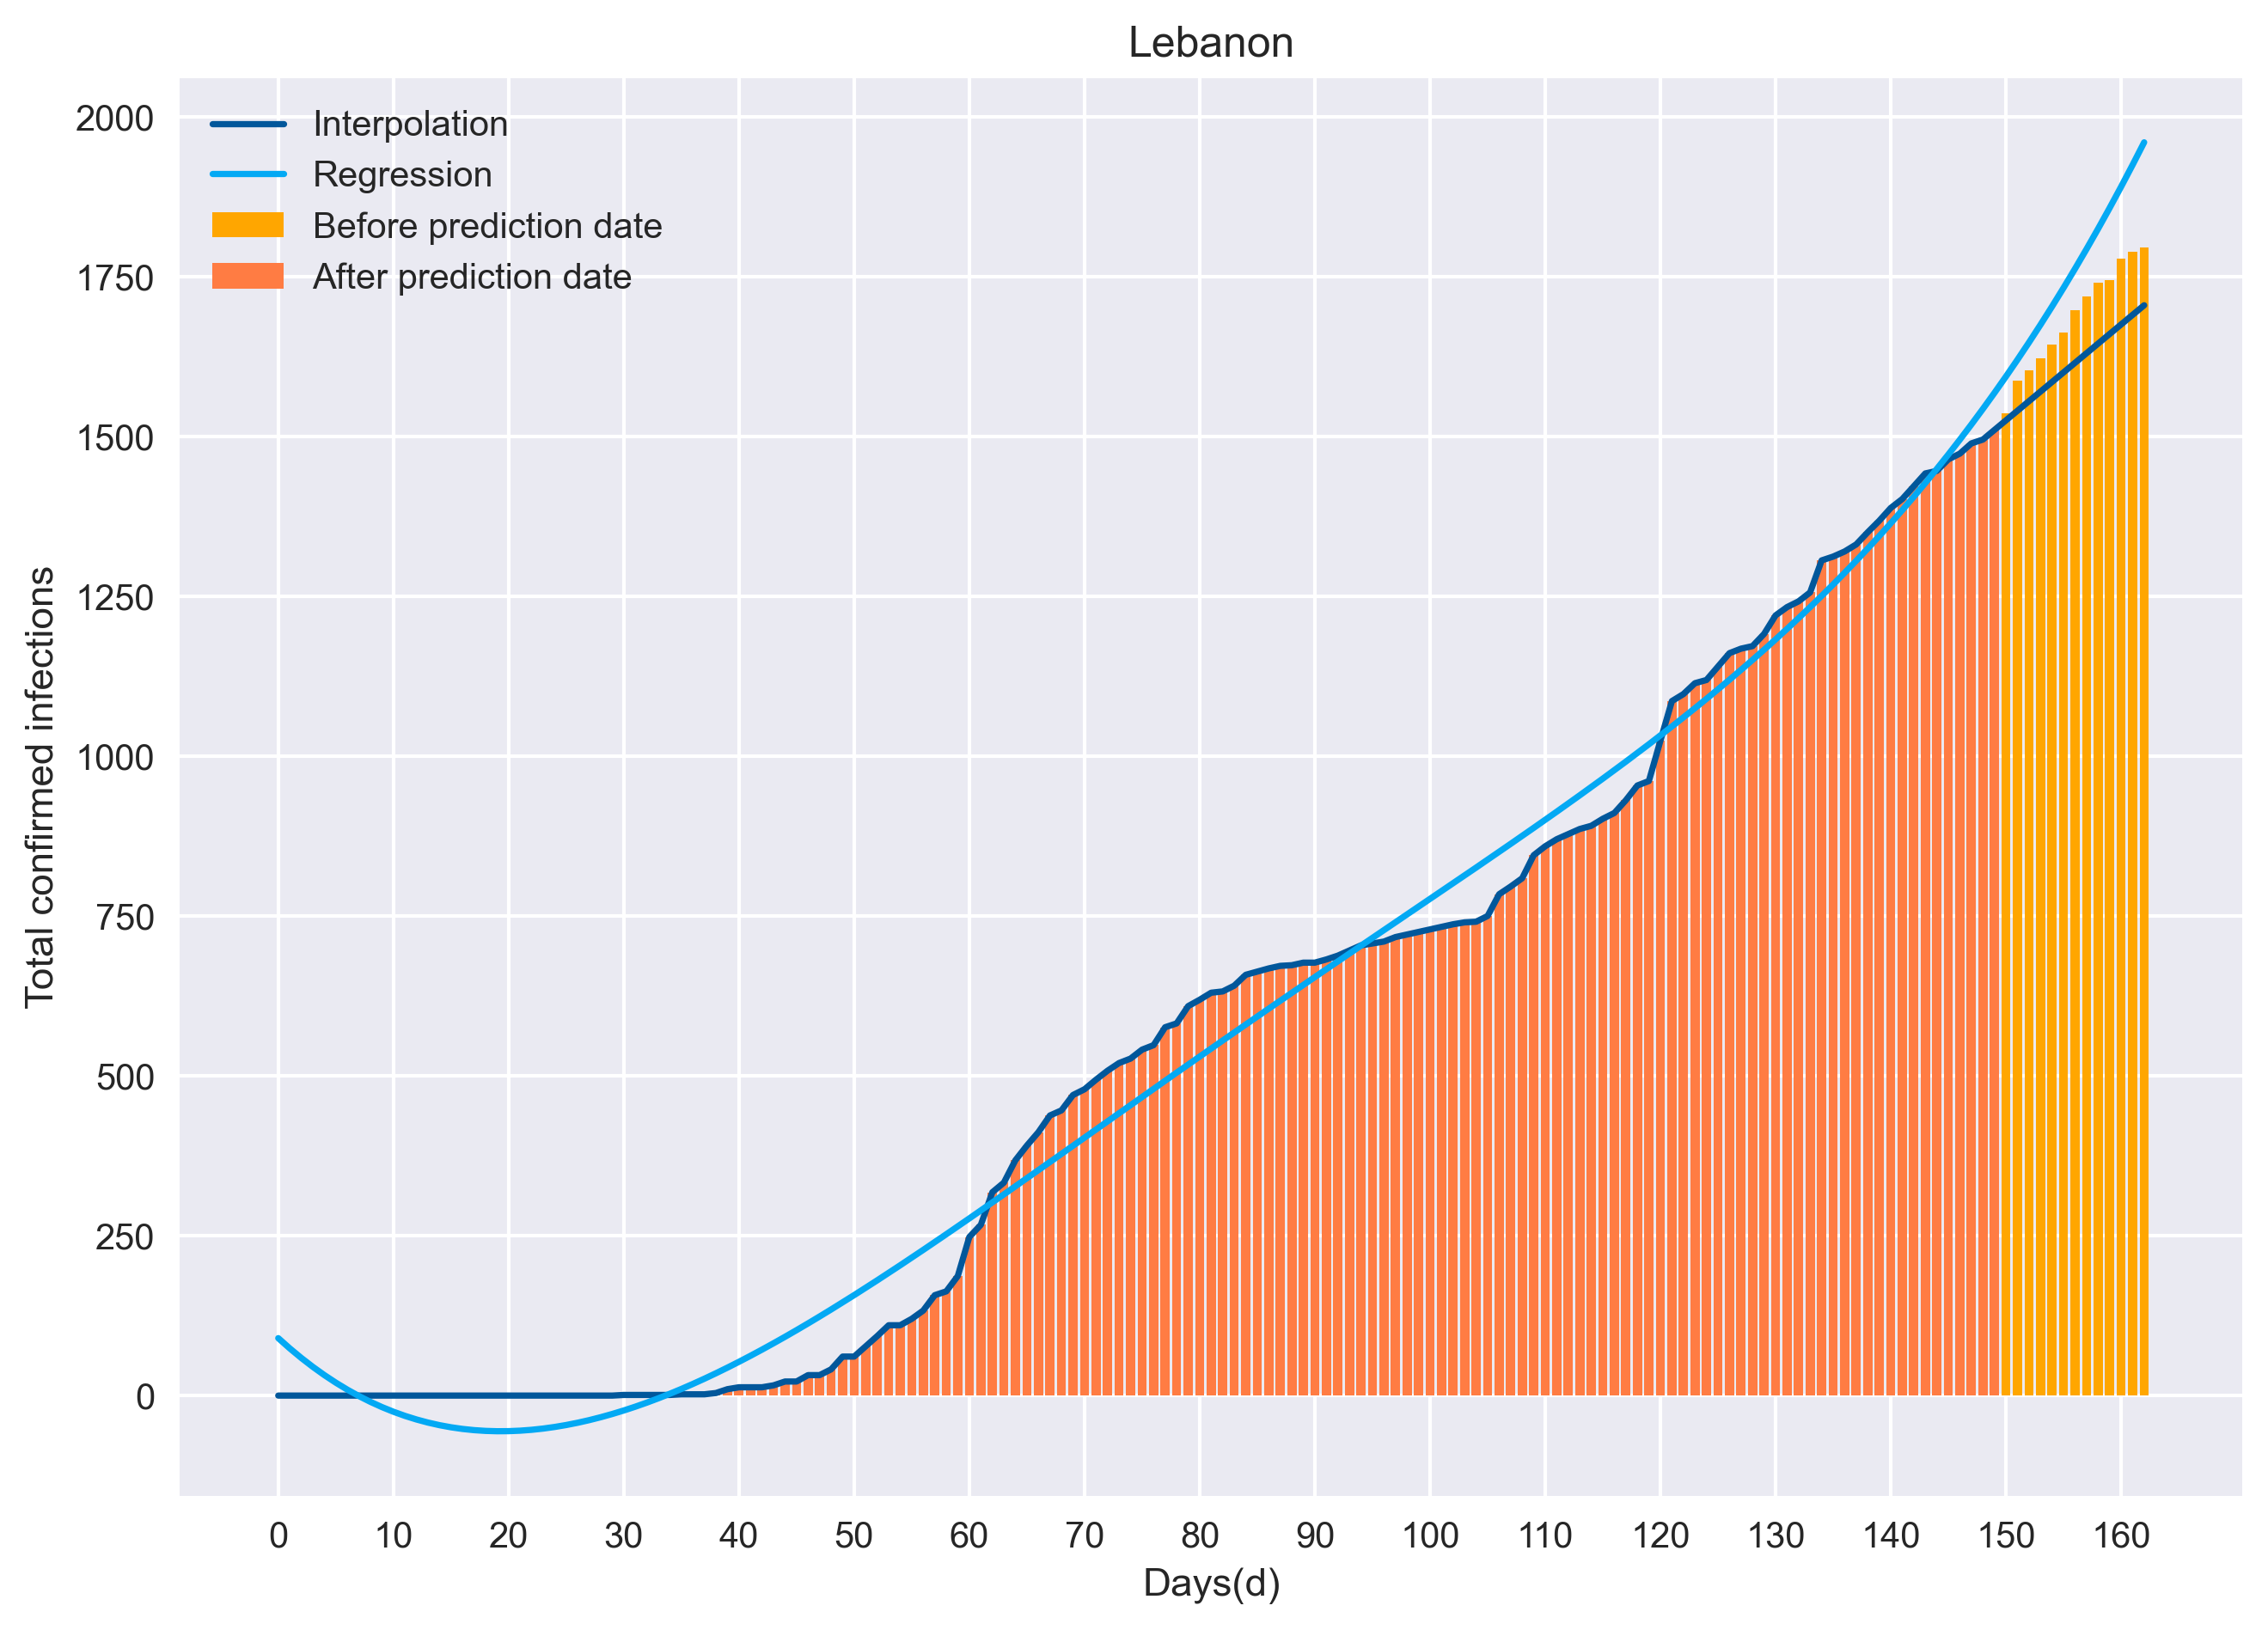 Lebanon
Interpolation
Regression
Before prediction date
After prediction date
2000
1750
1500
1250
1000
750
500
250
0
Total confirmed infections
0 10 20 30 40 50 60 70 80 90 100 110 120 130 140 150 160
Days(d)